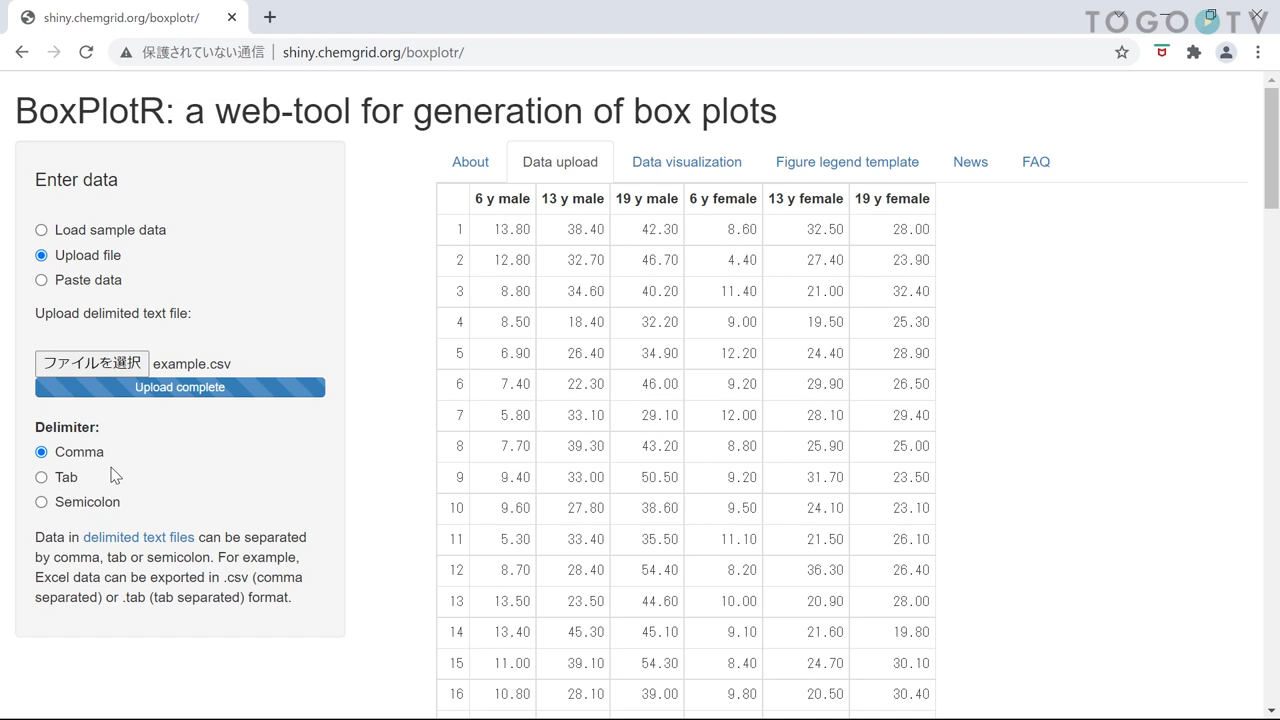 shiny.chemgrid.org/boxplotr/
TOGO TV
保護されていない通信 | shiny.chemgrid.org/boxplotr/
BoxPlotR: a web-tool for generation of box plots
Enter data
Load sample data
Upload file
Paste data
Upload delimited text file:
ファイルを選択 example.csv
Upload complete
Delimiter:
Comma
Tab
Semicolon
Data in delimited text files can be separated
by comma, tab or semicolon. For example,
Excel data can be exported in .csv (comma
separated) or .tab (tab separated) format.
About Data upload Data visualization Figure legend template News FAQ
6 y male 13 y male 19 y male 6 y female 13 y female 19 y female
1 13.80 38.40 42.30 8.60 32.50 28.00
2 12.80 32.70 46.70 4.40 27.40 23.90
3 8.80 34.60 40.20 11.40 21.00 32.40
4 8.50 18.40 32.20 9.00 19.50 25.30
5 6.90 26.40 34.90 12.20 24.40 28.90
6 7.40 22.30 46.00 9.20 29.90 26.50
7 5.80 33.10 29.10 12.00 28.10 29.40
8 7.70 39.30 43.20 8.80 25.90 25.00
9 9.40 33.00 50.50 9.20 31.70 23.50
10 9.60 27.80 38.60 9.50 24.10 23.10
11 5.30 33.40 35.50 11.10 21.50 26.10
12 8.70 28.40 54.40 8.20 36.30 26.40
13 13.50 23.50 44.60 10.00 20.90 28.00
14 13.40 45.30 45.10 9.10 21.60 19.80
15 11.00 39.10 54.30 8.40 24.70 30.10
16 10.80 28.10 39.00 9.80 20.50 30.40